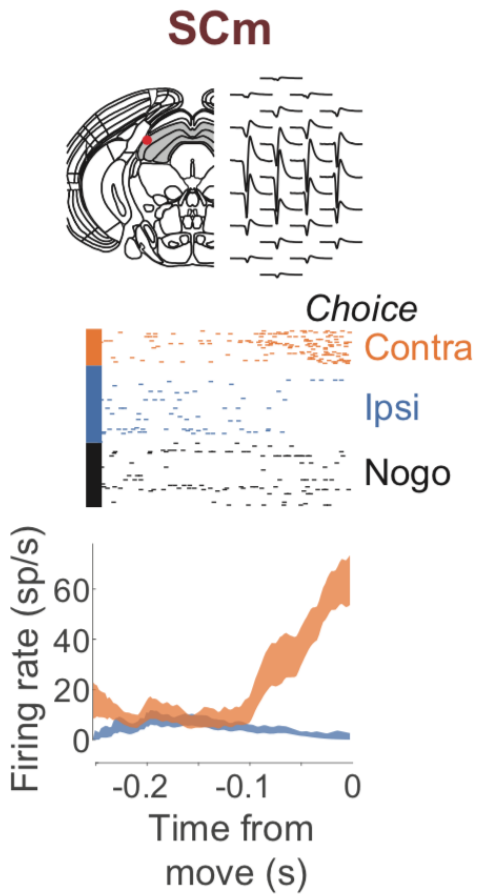 SCm
Choice
Contra
Ipsi
Nogo
Firing rate (sp/s)
60
40
20
0
-0.2
-0.1
0
Time from
move (s)